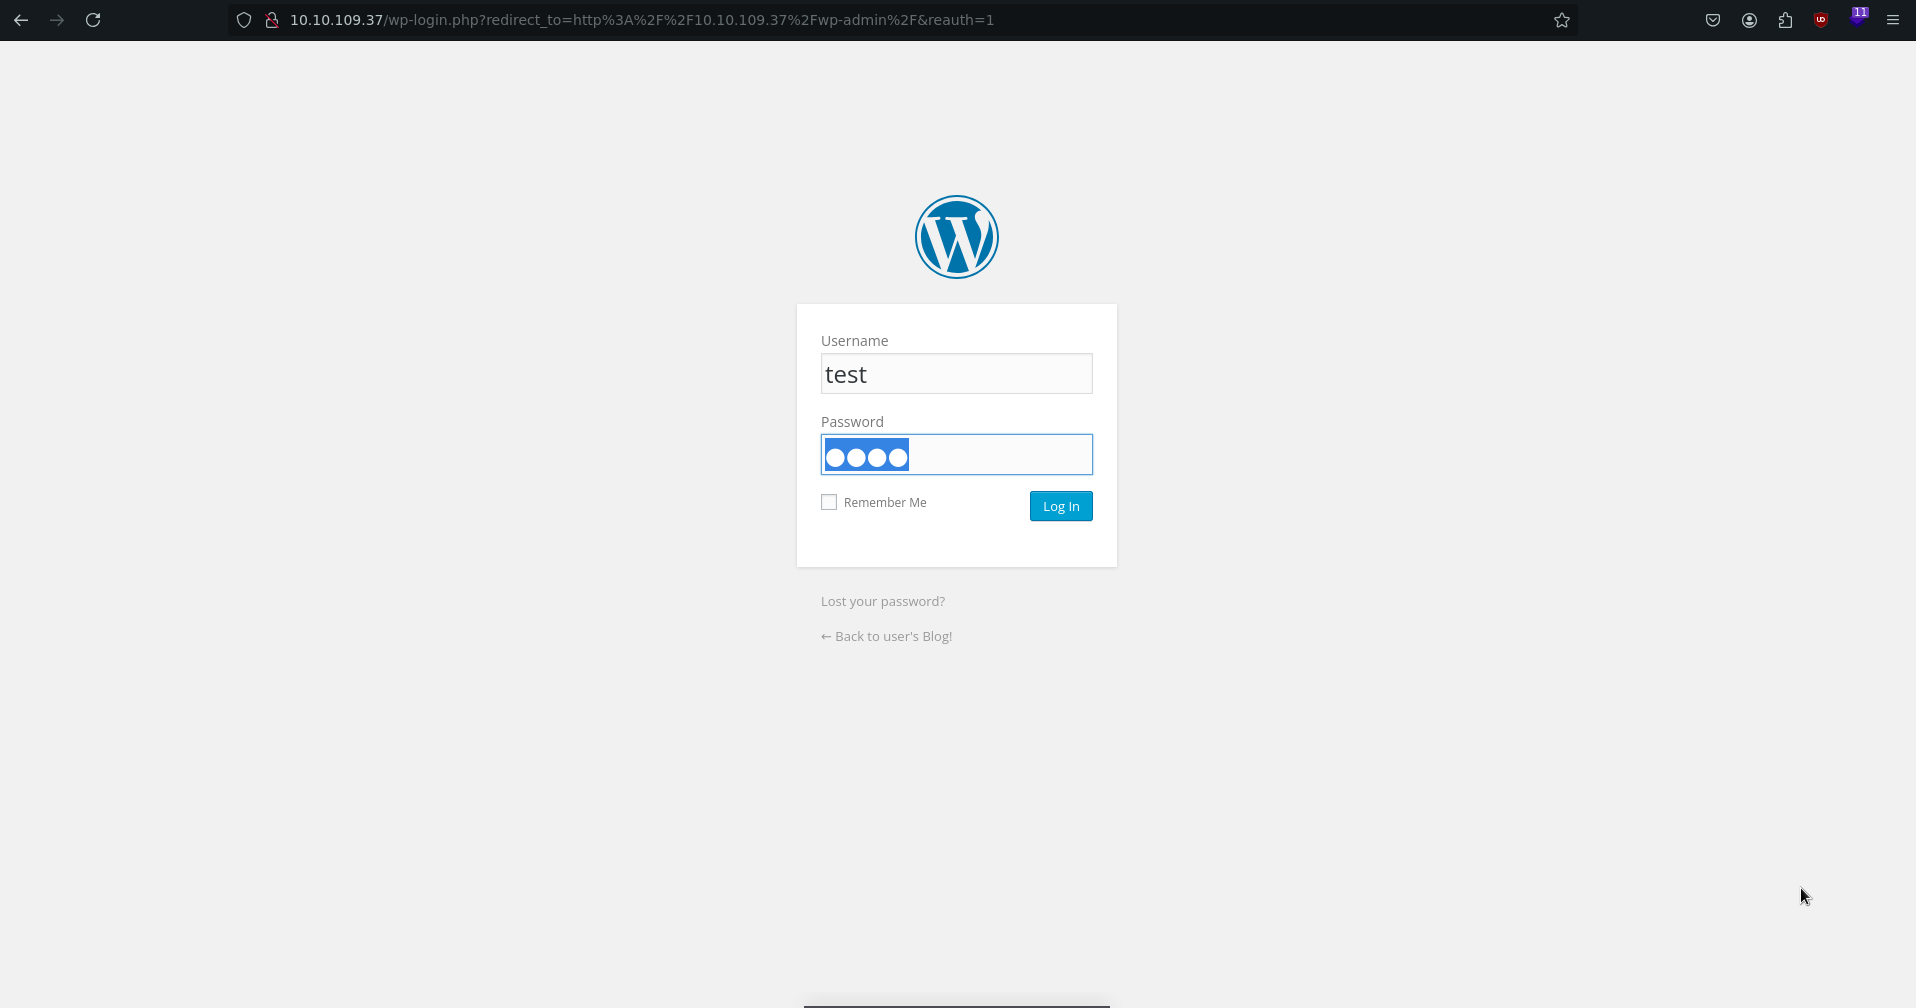 10.10.109.37/wp-login.php?redirect_to=http%3A%2F%2F10.10.109.37%2Fwp-admin%2F&reauth=1
11
Username
test
Password
Remember Me
Log In
Lost your password?
← Back to user's Blog!